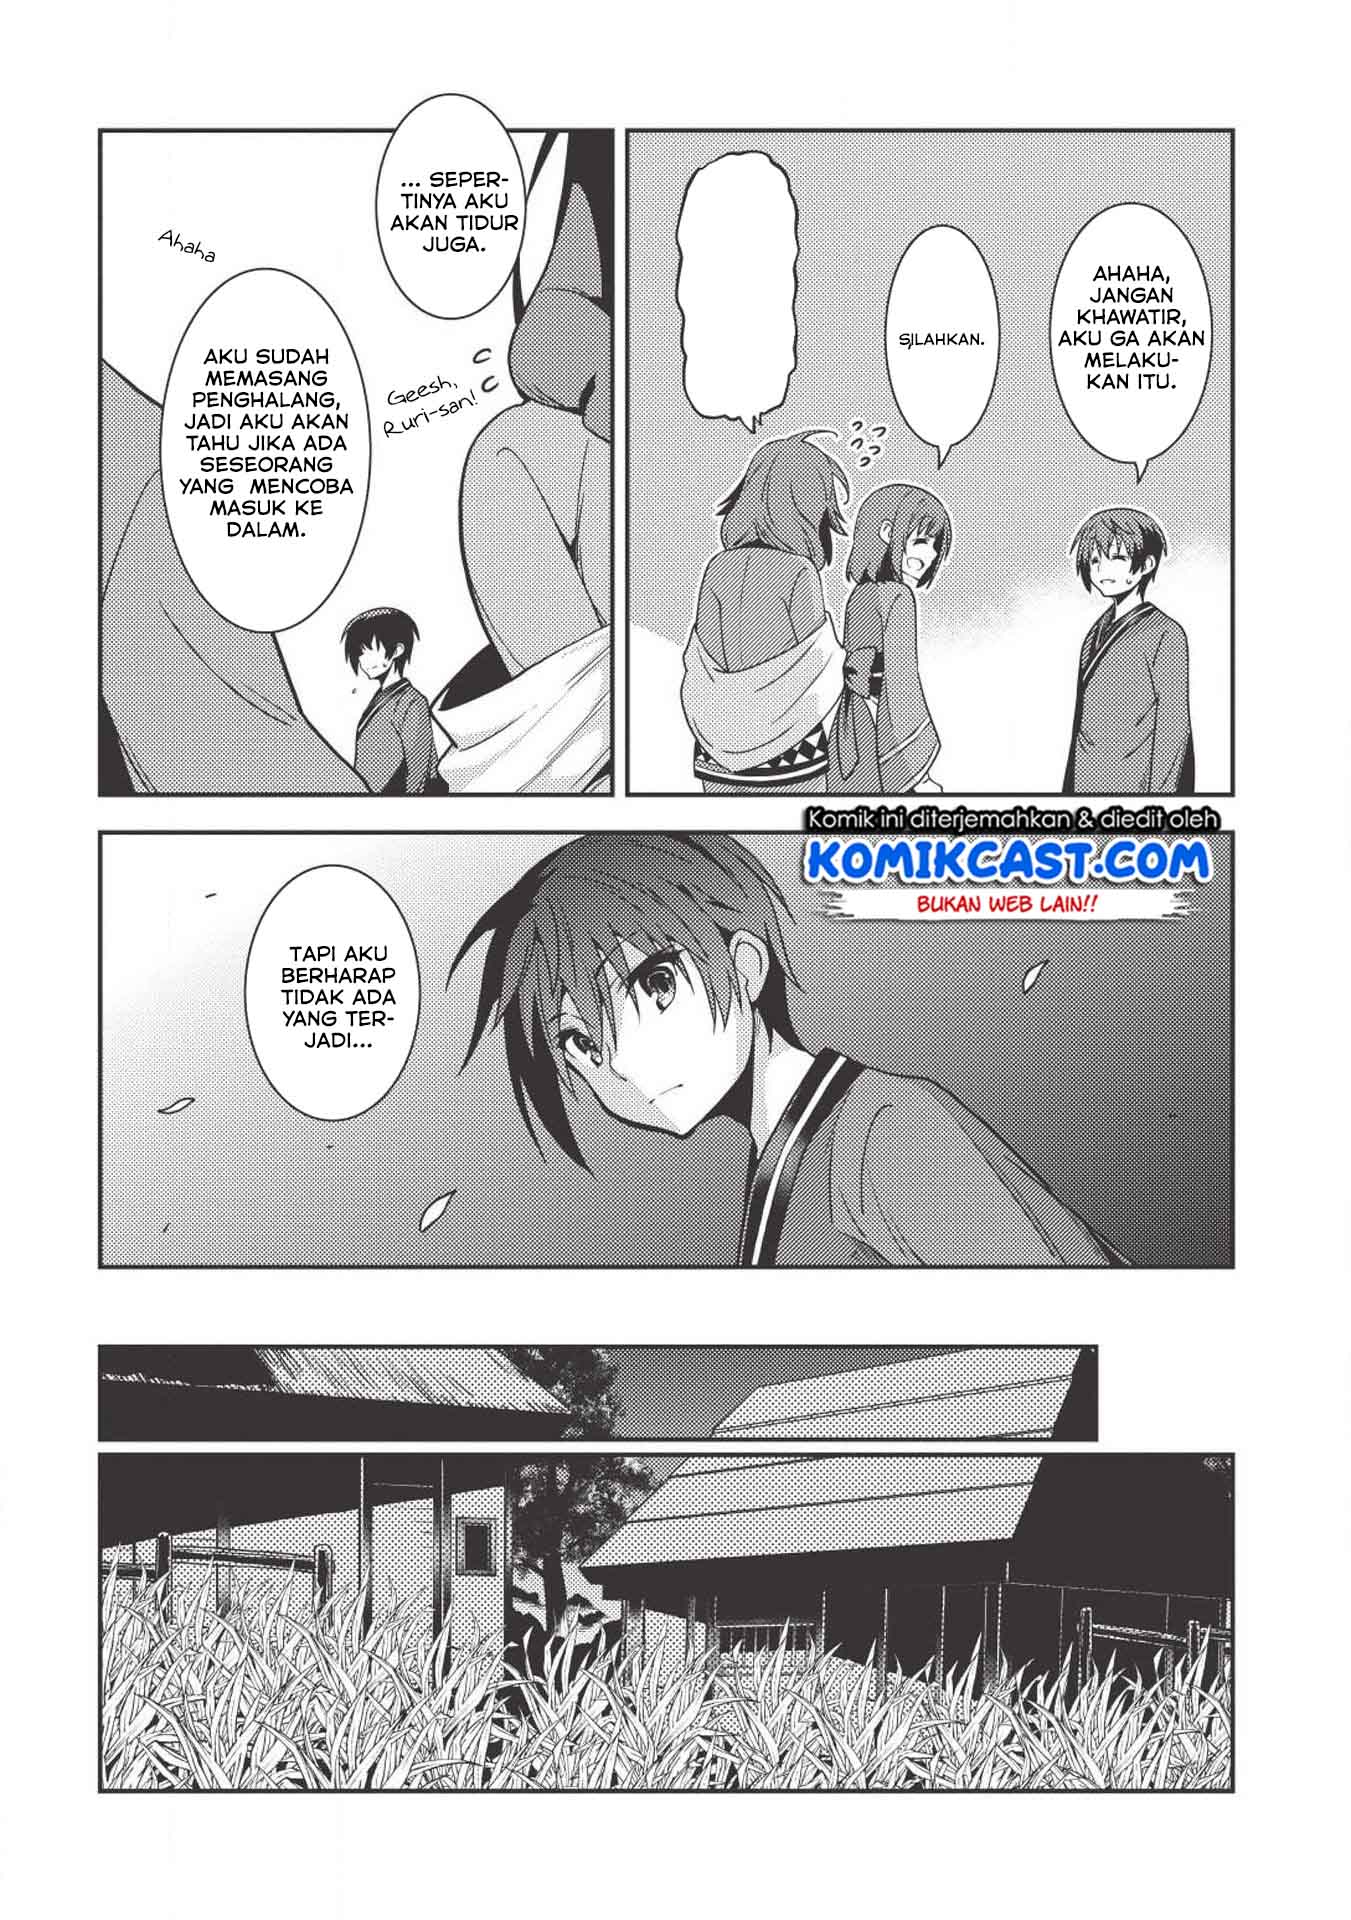 AHAHA,
JANGAN
KHAWATIR,
AKU GA AKAN
MELAKU-
KAN ITU.
SILAHKAN.
... SEPER-
TINYA AKU
AKAN TIDUR
JUGA.
Geesh,
Ruri-san!
Ahaha
AKU SUDAH
MEMASANG
PENGHALANG,
JADI AKU AKAN
TAHU JIKA ADA
SESEORANG
YANG MENCOBA
MASUK KE
DALAM.
Komik ini diterjemahkan & diedit oleh
KOMIKCAST.COM
BUKAN WEB LAIN!!
TAPI AKU
BERHARAP
TIDAK ADA
YANG TER-
JADI...